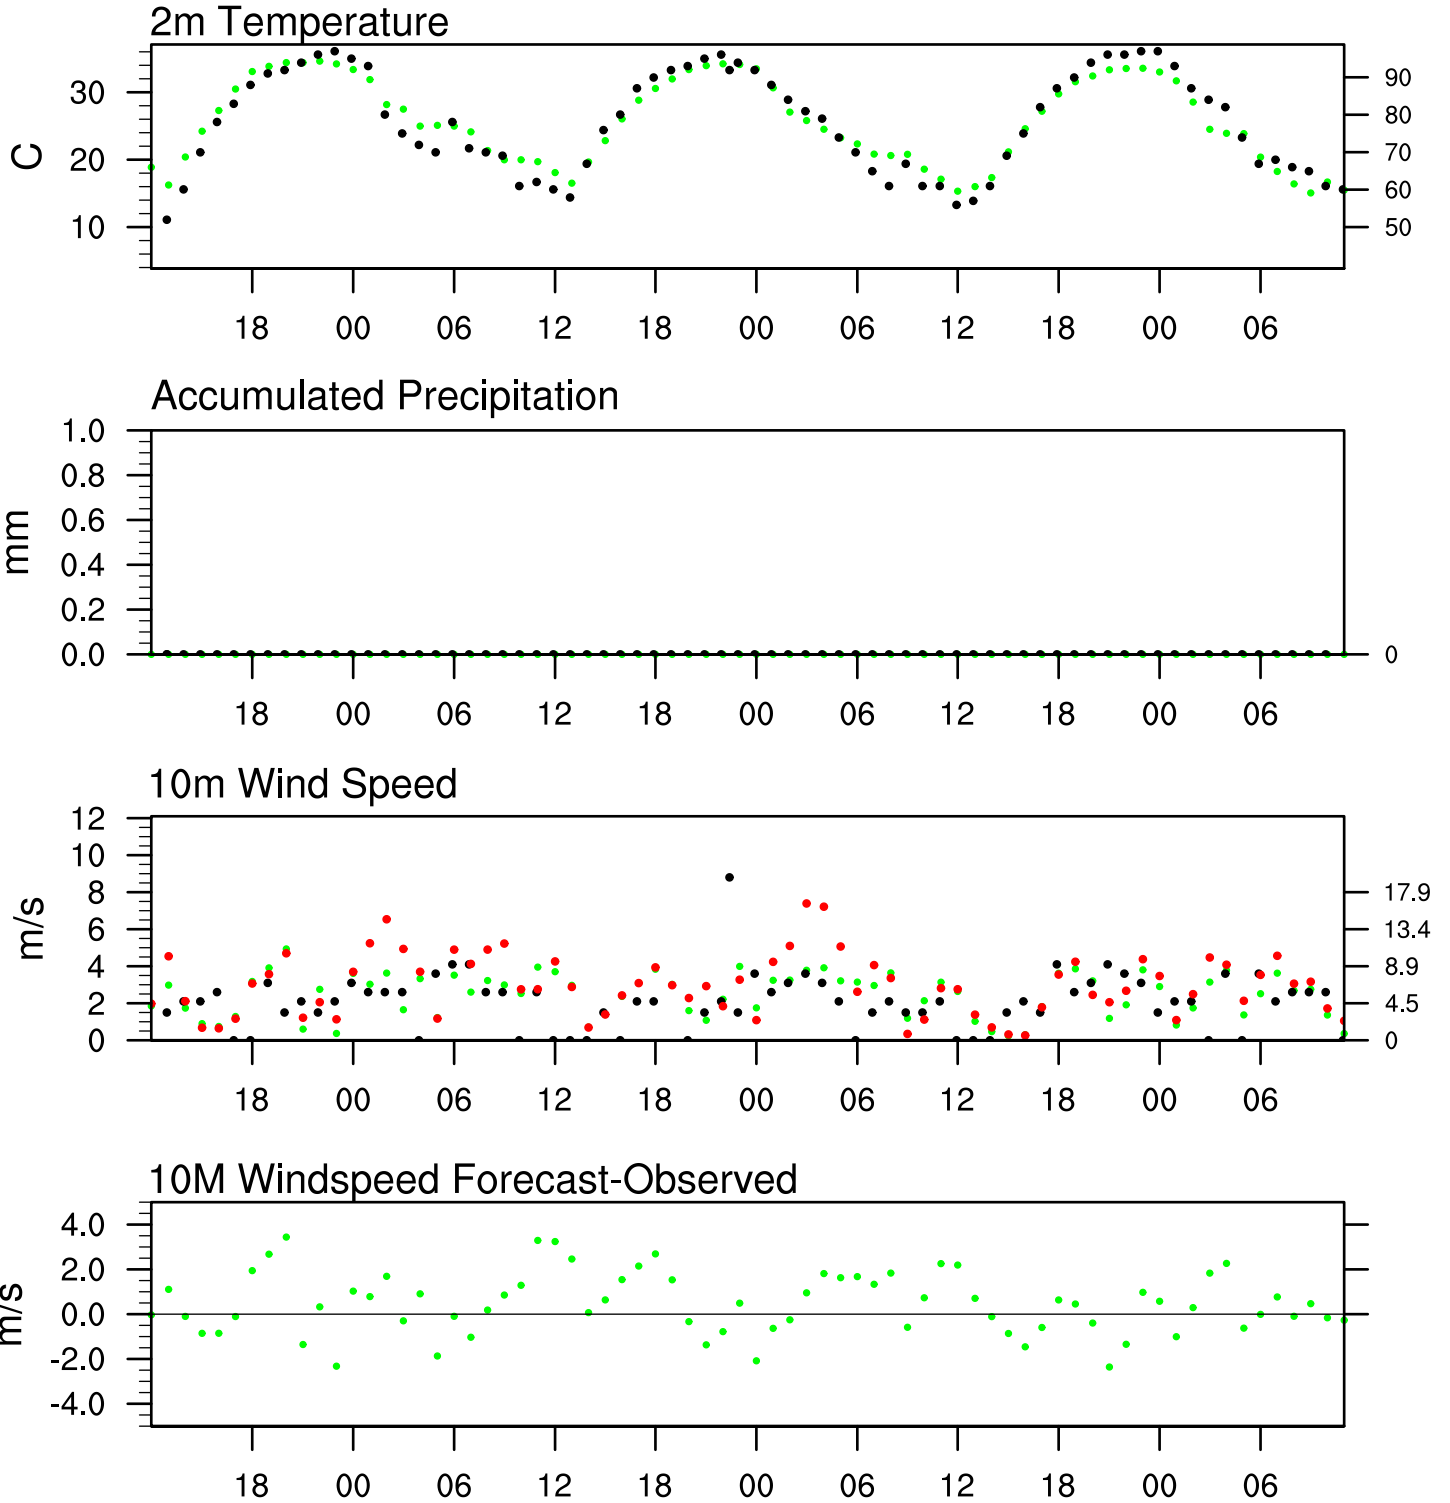 2m Temperature
C
30
20
10
90
80
70
60
50
18 00 06 12 18 00 06 12 18 00 06
Accumulated Precipitation
mm
1.0
0.8
0.6
0.4
0.2
0.0
0
18 00 06 12 18 00 06 12 18 00 06
10m Wind Speed
m/s
12
10
8
6
4
2
0
17.9
13.4
8.9
4.5
0
18 00 06 12 18 00 06 12 18 00 06
10M Windspeed Forecast-Observed
m/s
4.0
2.0
0.0
-2.0
-4.0
18 00 06 12 18 00 06 12 18 00 06